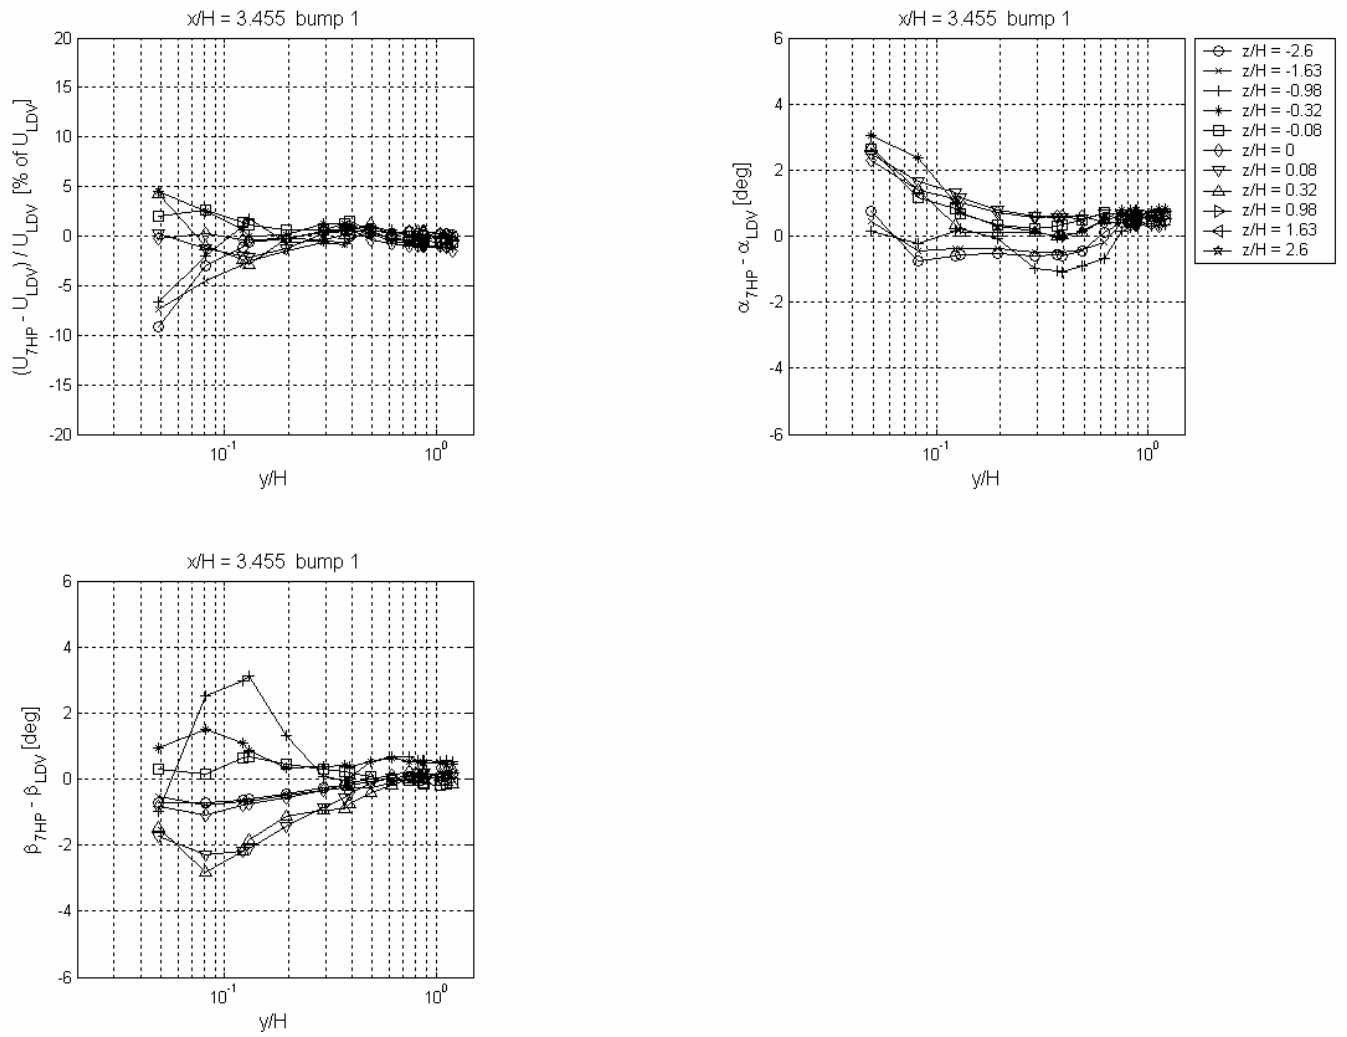 x/H = 3.455 bump 1
20
15
10
5
0
-5
-10
-15
-20
(U7HP - ULDV) / ULDV [% of ULDV]
10^-1
10^0
y/H
x/H = 3.455 bump 1
6
4
2
0
-2
-4
-6
α7HP - αLDV [deg]
10^-1
10^0
y/H
z/H = -2.6
z/H = -1.63
z/H = -0.98
z/H = -0.32
z/H = -0.08
z/H = 0
z/H = 0.08
z/H = 0.32
z/H = 0.98
z/H = 1.63
z/H = 2.6
x/H = 3.455 bump 1
6
4
2
0
-2
-4
-6
β7HP - βLDV [deg]
10^-1
10^0
y/H